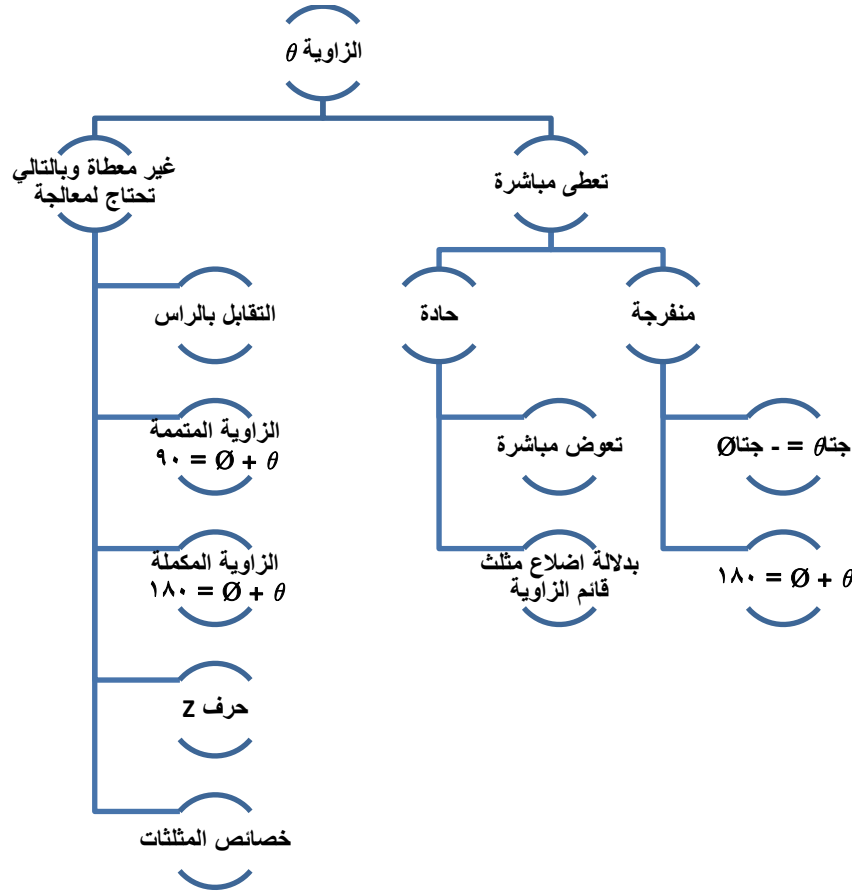 الزاوية θ
تعطى مباشرة
غير معطاة وبالتالي
تحتاج لمعالجة
منفرجة
حادة
جتاθ = - جتاØ
θ + Ø = ١٨٠
تعوض مباشرة
بدلالة اضلاع مثلث
قائم الزاوية
التقابل بالراس
الزاوية المتممة
θ + Ø = ٩٠
الزاوية المكملة
θ + Ø = ١٨٠
حرف Z
خصائص المثلثات